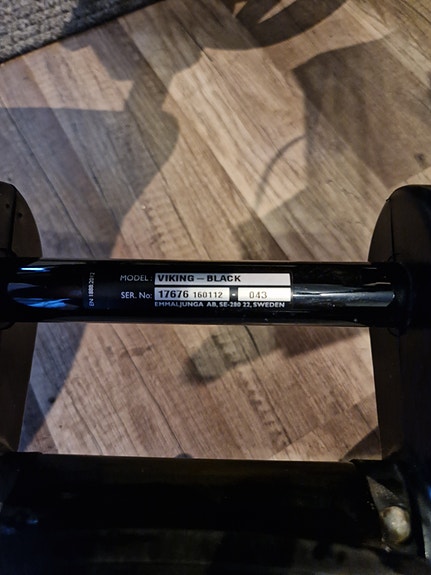 MODEL: VIKING - BLACK
SER. No: 17676 160112 - 043
EMMALJUNGA AB, SE-280 22, SWEDEN
EN 1888:2012